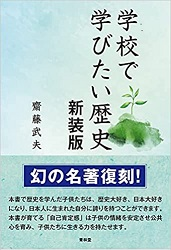 学校で
学びたい歴史
新装版
齋藤武夫
幻の名著復刻!
本書で歴史を学んだ子供たちは、歴史大好き、日本大好き
になり、日本人に生まれた自分に誇りを持つことができます。
本書が育てる「自己肯定感」は子供の情緒を安定させ公共
心を育み、子供たちに生きる力を持たせます。
青林堂